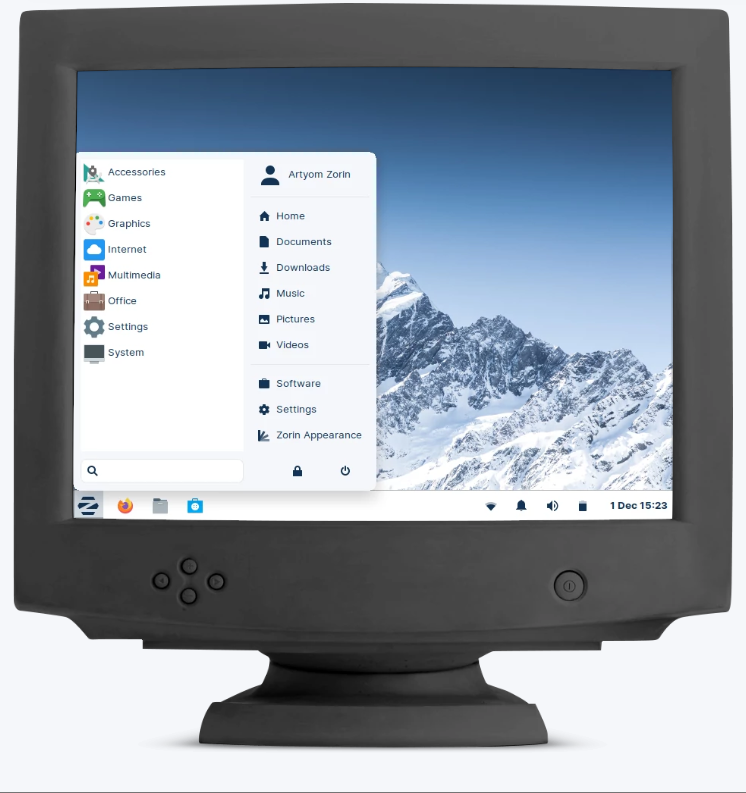 Accessories
Games
Graphics
Internet
Multimedia
Office
Settings
System
Artyom Zorin
Home
Documents
Downloads
Music
Pictures
Videos
Software
Settings
Zorin Appearance
1 Dec 15:23